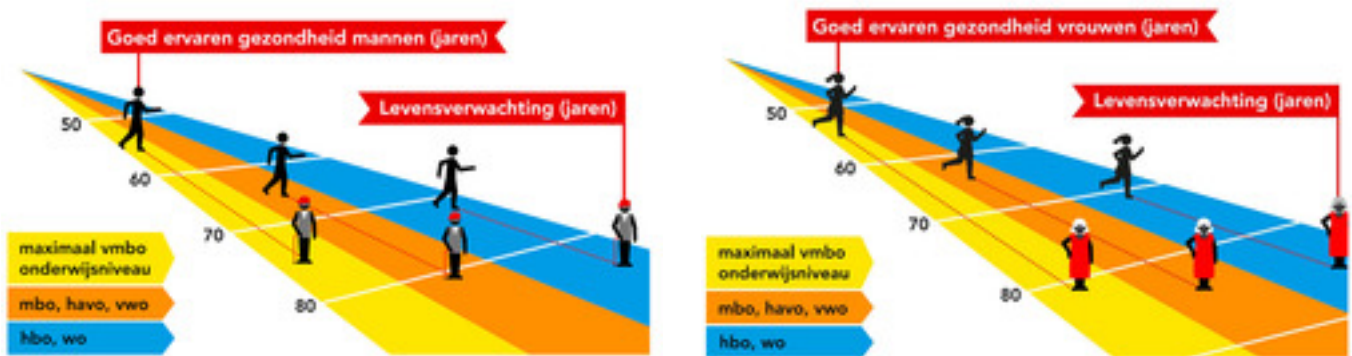 Goed ervaren gezondheid mannen (jaren)
Levensverwachting (jaren)
50
60
70
80
maximaal vmbo
onderwijsniveau
mbo, havo, vwo
hbo, wo
Goed ervaren gezondheid vrouwen (jaren)
Levensverwachting (jaren)
50
60
70
80
maximaal vmbo
onderwijsniveau
mbo, havo, vwo
hbo, wo